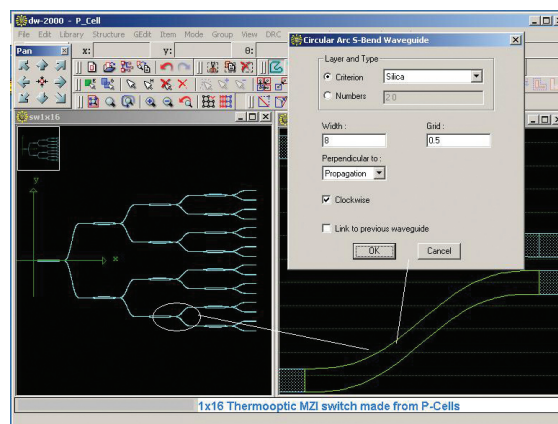 dw-2000 - P_Cell
File Edit Library Structure GEdit Item Mode Group View DRC
Pan
x: y: θ:
sw1x16
y
x
Circular Arc S-Bend Waveguide
Layer and Type
Criterion Silica
Numbers 2.0
Width : Grid :
8 0.5
Perpendicular to :
Propagation
Clockwise
Link to previous waveguide
OK Cancel
1x16 Thermooptic MZI switch made from P-Cells